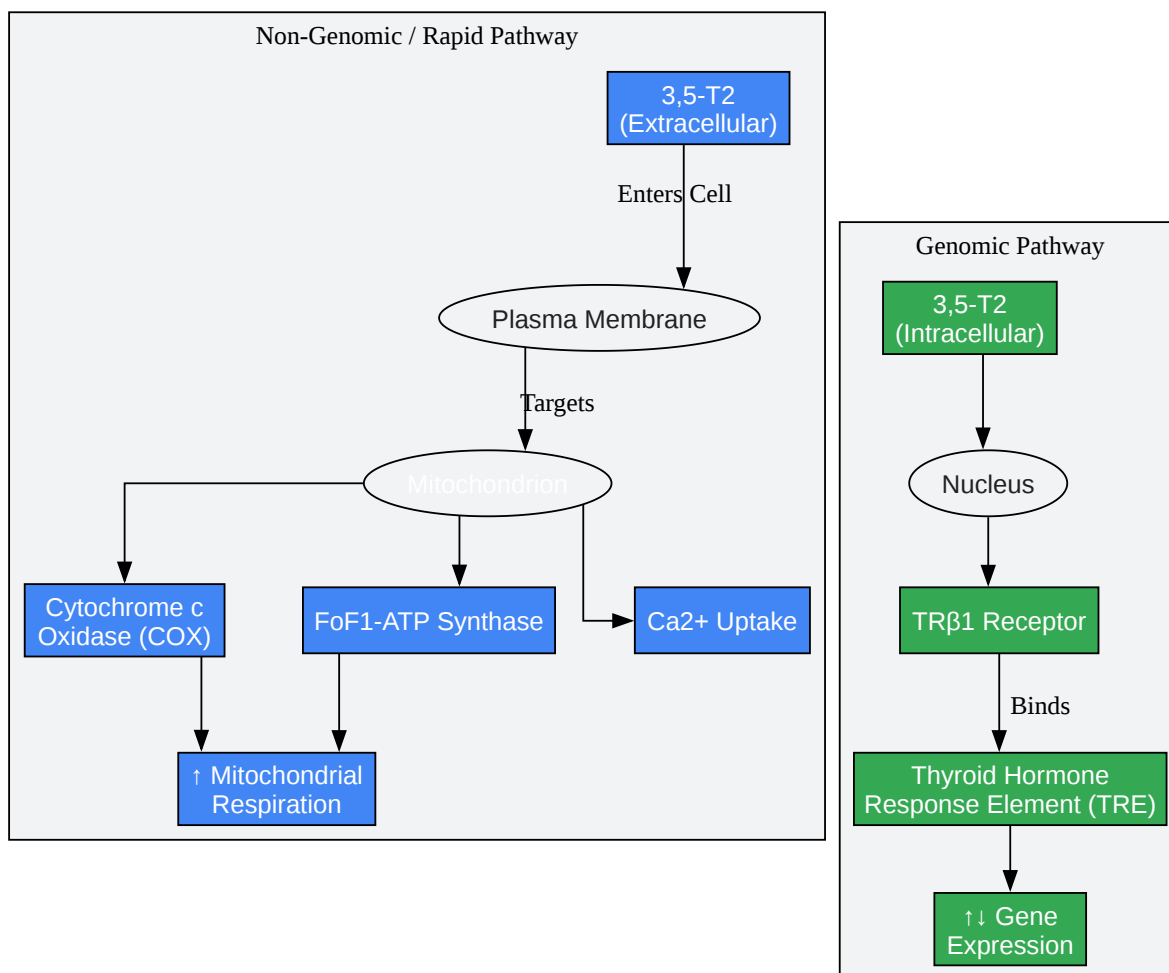 Non-Genomic / Rapid Pathway
3,5-T2
(Extracellular)
Enters Cell
Plasma Membrane
Targets
Mitochondrion
Cytochrome c
Oxidase (COX)
FoF1-ATP Synthase
Ca2+ Uptake
↑ Mitochondrial
Respiration
Genomic Pathway
3,5-T2
(Intracellular)
Nucleus
TRβ1 Receptor
Binds
Thyroid Hormone
Response Element (TRE)
↑↓ Gene
Expression